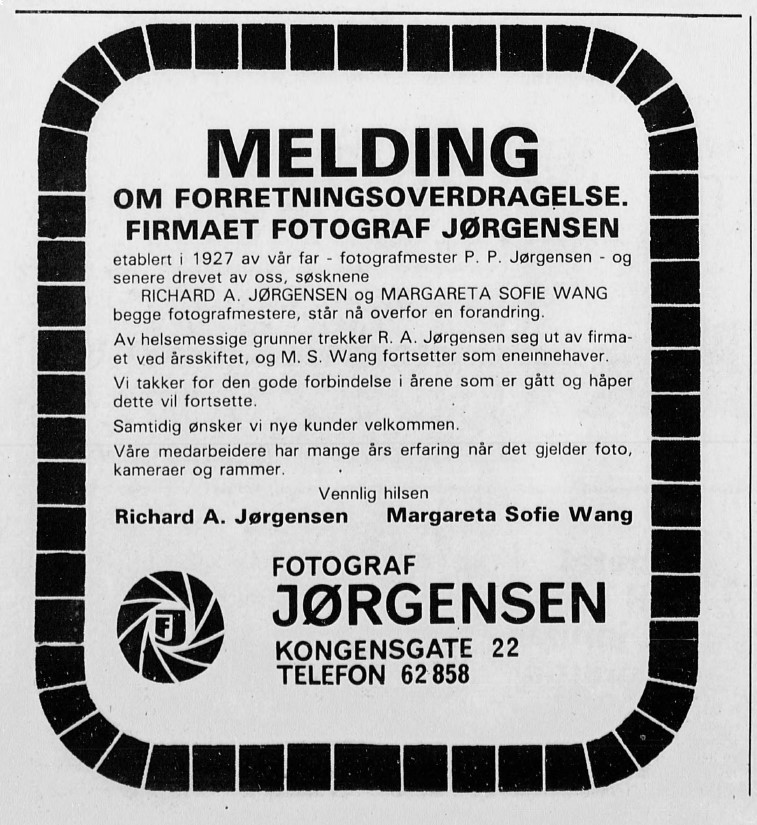 MELDING
OM FORRETNINGSOVERDRAGELSE.
FIRMAET FOTOGRAF JØRGENSEN
etablert i 1927 av vår far - fotografmester P. P. Jørgensen - og
senere drevet av oss, søsknene
RICHARD A. JØRGENSEN og MARGARETA SOFIE WANG
begge fotografmestere, står nå overfor en forandring.
Av helsemessige grunner trekker R. A. Jørgensen seg ut av firma-
et ved årsskiftet, og M. S. Wang fortsetter som eneinnehaver.
Vi takker for den gode forbindelse i årene som er gått og håper
dette vil fortsette.
Samtidig ønsker vi nye kunder velkommen.
Våre medarbeidere har mange års erfaring når det gjelder foto,
kameraer og rammer.
Vennlig hilsen
Richard A. Jørgensen Margareta Sofie Wang
FOTOGRAF
JØRGENSEN
KONGENSGATE 22
TELEFON 62 858
FJ